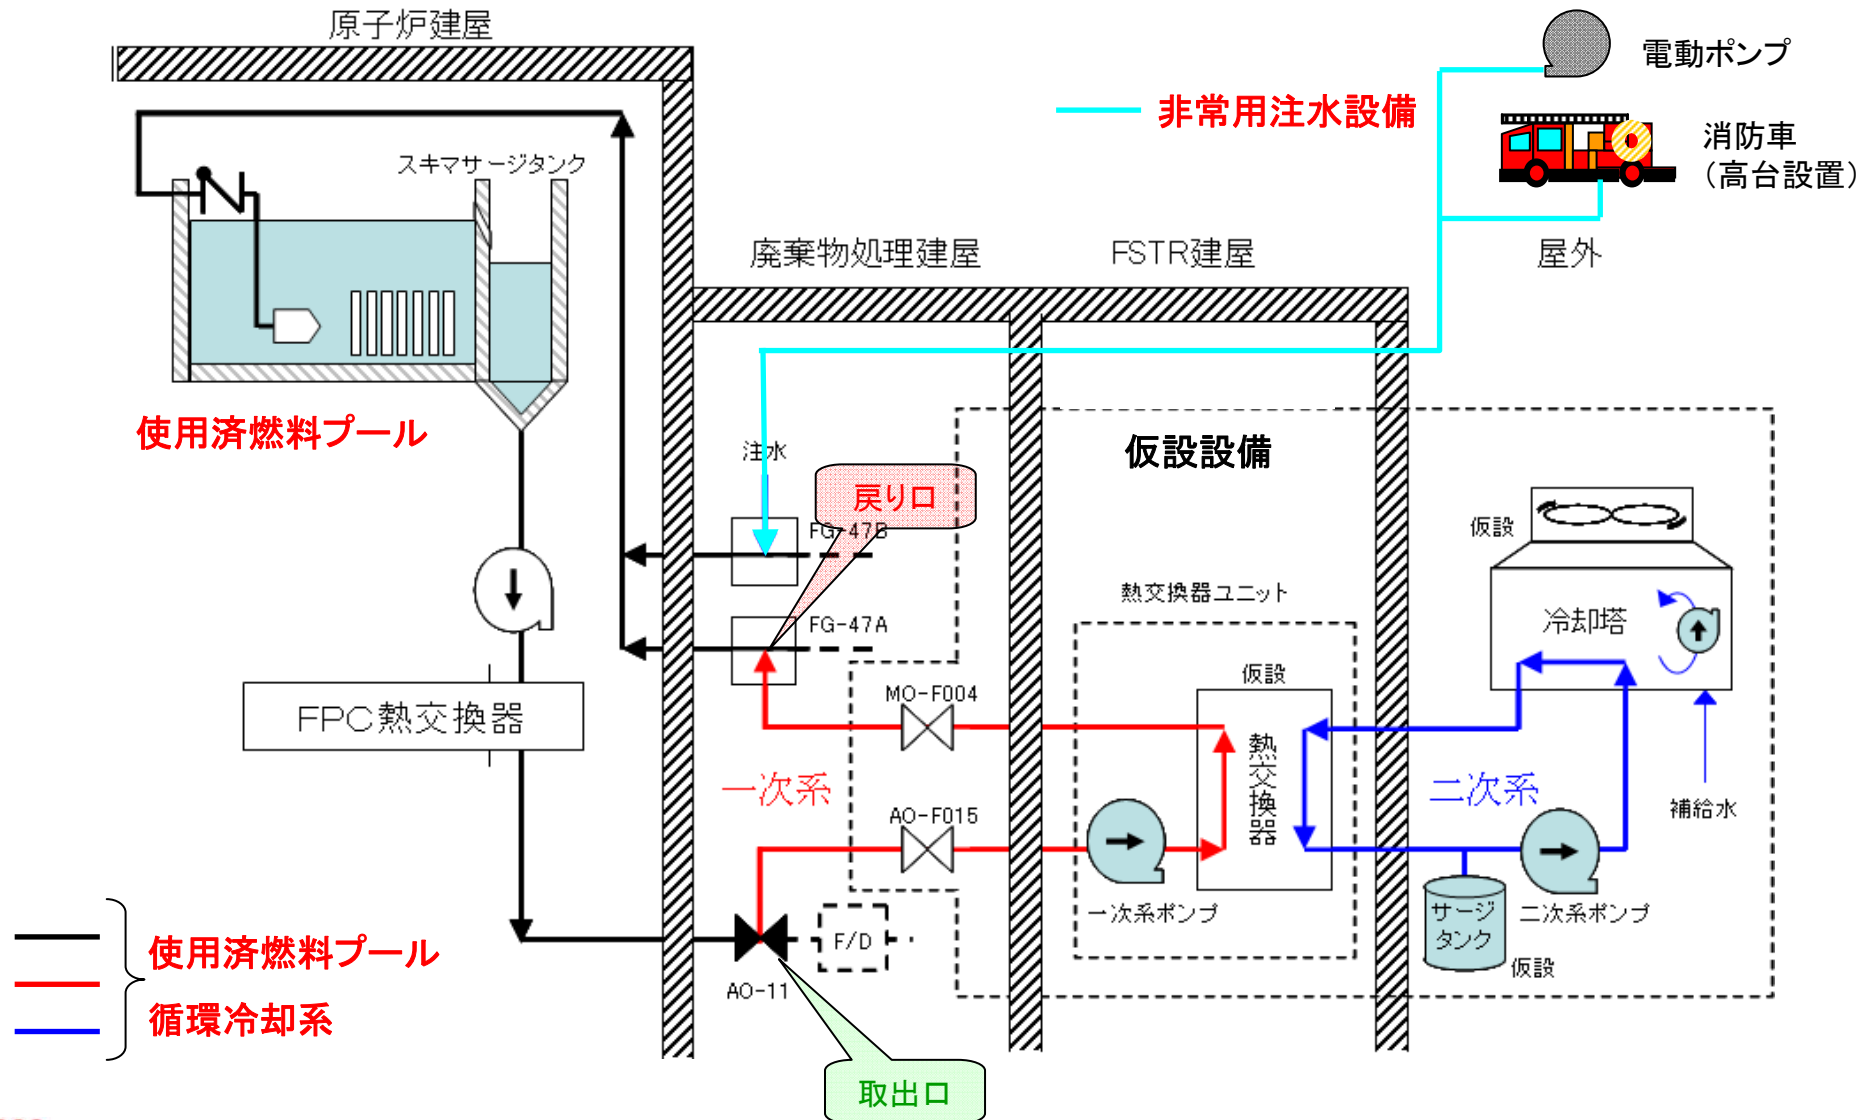 原子炉建屋
電動ポンプ
非常用注水設備
消防車
（高台設置）
スキマサージタンク
廃棄物処理建屋
FSTR建屋
屋外
使用済燃料プール
仮設設備
注水
戻り口
FG-47B
仮設
熱交換器ユニット
FG-47A
冷却塔
仮設
MO-F004
FPC熱交換器
熱交換器
一次系
二次系
補給水
AO-F015
一次系ポンプ
サージ
タンク
二次系ポンプ
仮設
F/D
AO-11
使用済燃料プール
循環冷却系
取出口